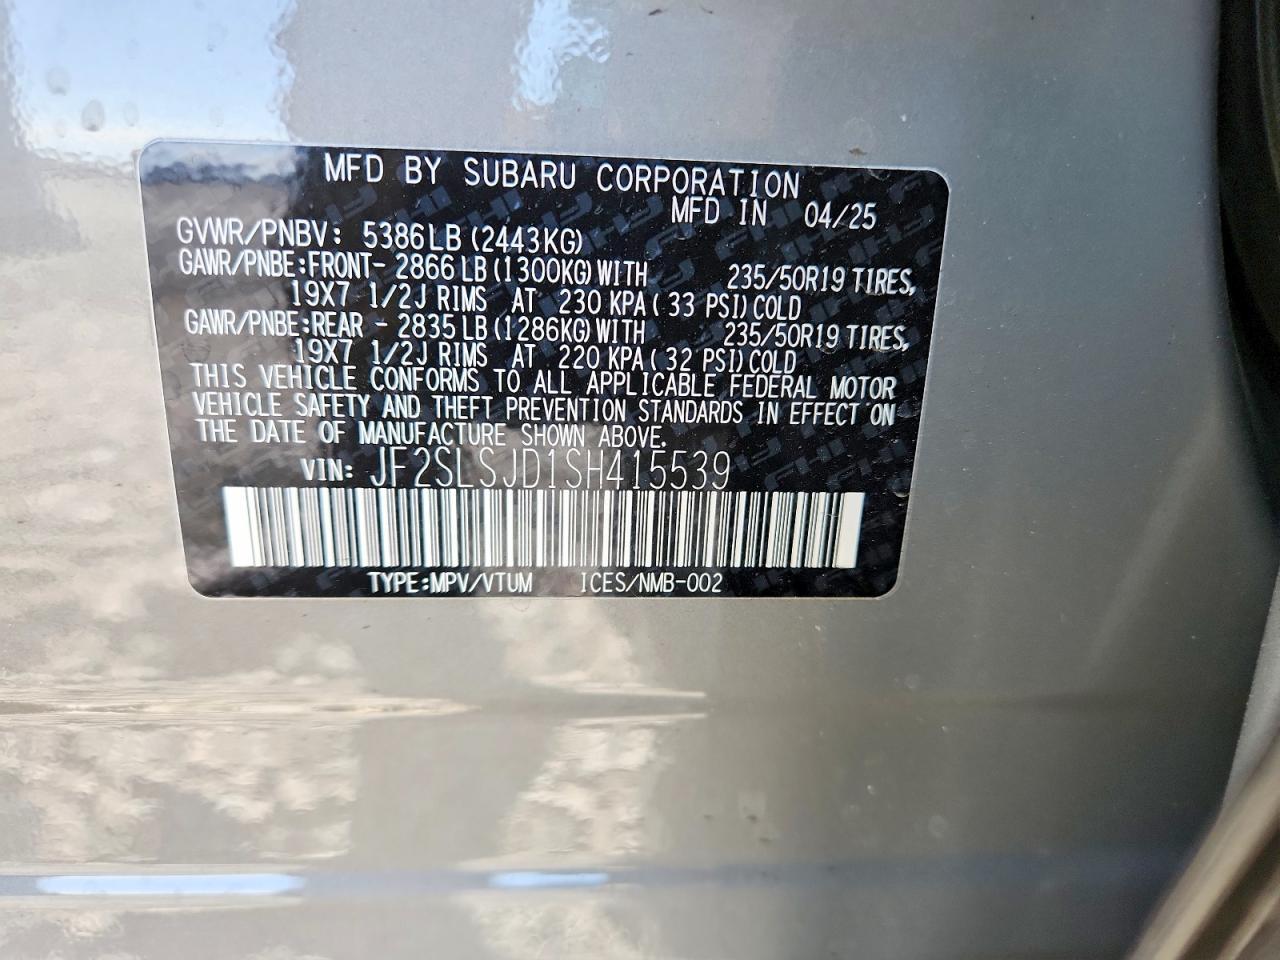 MFD BY SUBARU CORPORATION
MFD IN 04/25
GVWR/PNBV: 5386LB(2443KG)
GAWR/PNBE:FRONT- 2866LB(1300KG)WITH 235/50R19 TIRES,
19X7 1/2J RIMS AT 230 KPA( 33 PSI)COLD
GAWR/PNBE:REAR - 2835LB(1286KG)WITH 235/50R19 TIRES,
19X7 1/2J RIMS AT 220 KPA( 32 PSI)COLD
THIS VEHICLE CONFORMS TO ALL APPLICABLE FEDERAL MOTOR
VEHICLE SAFETY AND THEFT PREVENTION STANDARDS IN EFFECT ON
THE DATE OF MANUFACTURE SHOWN ABOVE.
VIN: JF2SLSJD1SH415539
TYPE:MPV/VTUM ICES/NMB-002